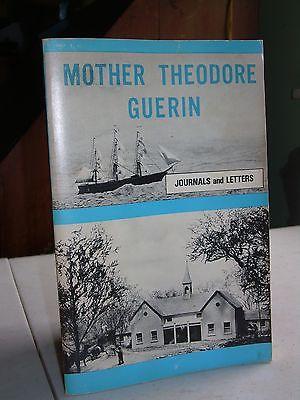 MOTHER THEODORE
GUERIN
JOURNALS and LETTERS